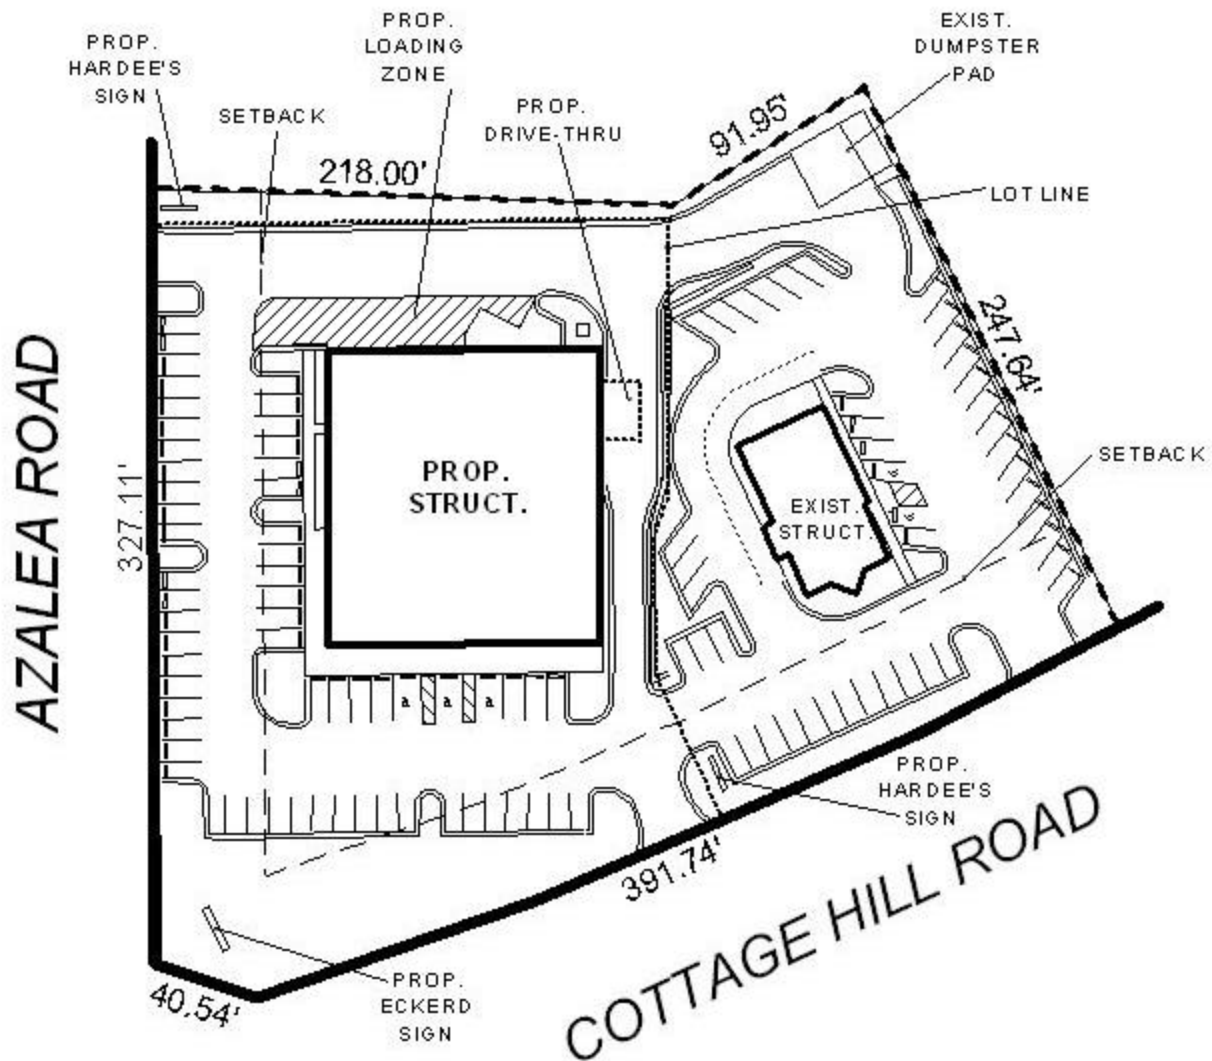 PROP.
HARDEE'S
SIGN
PROP.
LOADING
ZONE
EXIST.
DUMPSTER
PAD
SETBACK
PROP.
DRIVE-THRU
91.95'
218.00'
LOT LINE
247.64'
AZALEA ROAD
327.11'
PROP.
STRUCT.
EXIST.
STRUCT.
SETBACK
a a a
PROP.
HARDEE'S
SIGN
391.74'
COTTAGE HILL ROAD
PROP.
ECKERD
SIGN
40.54'